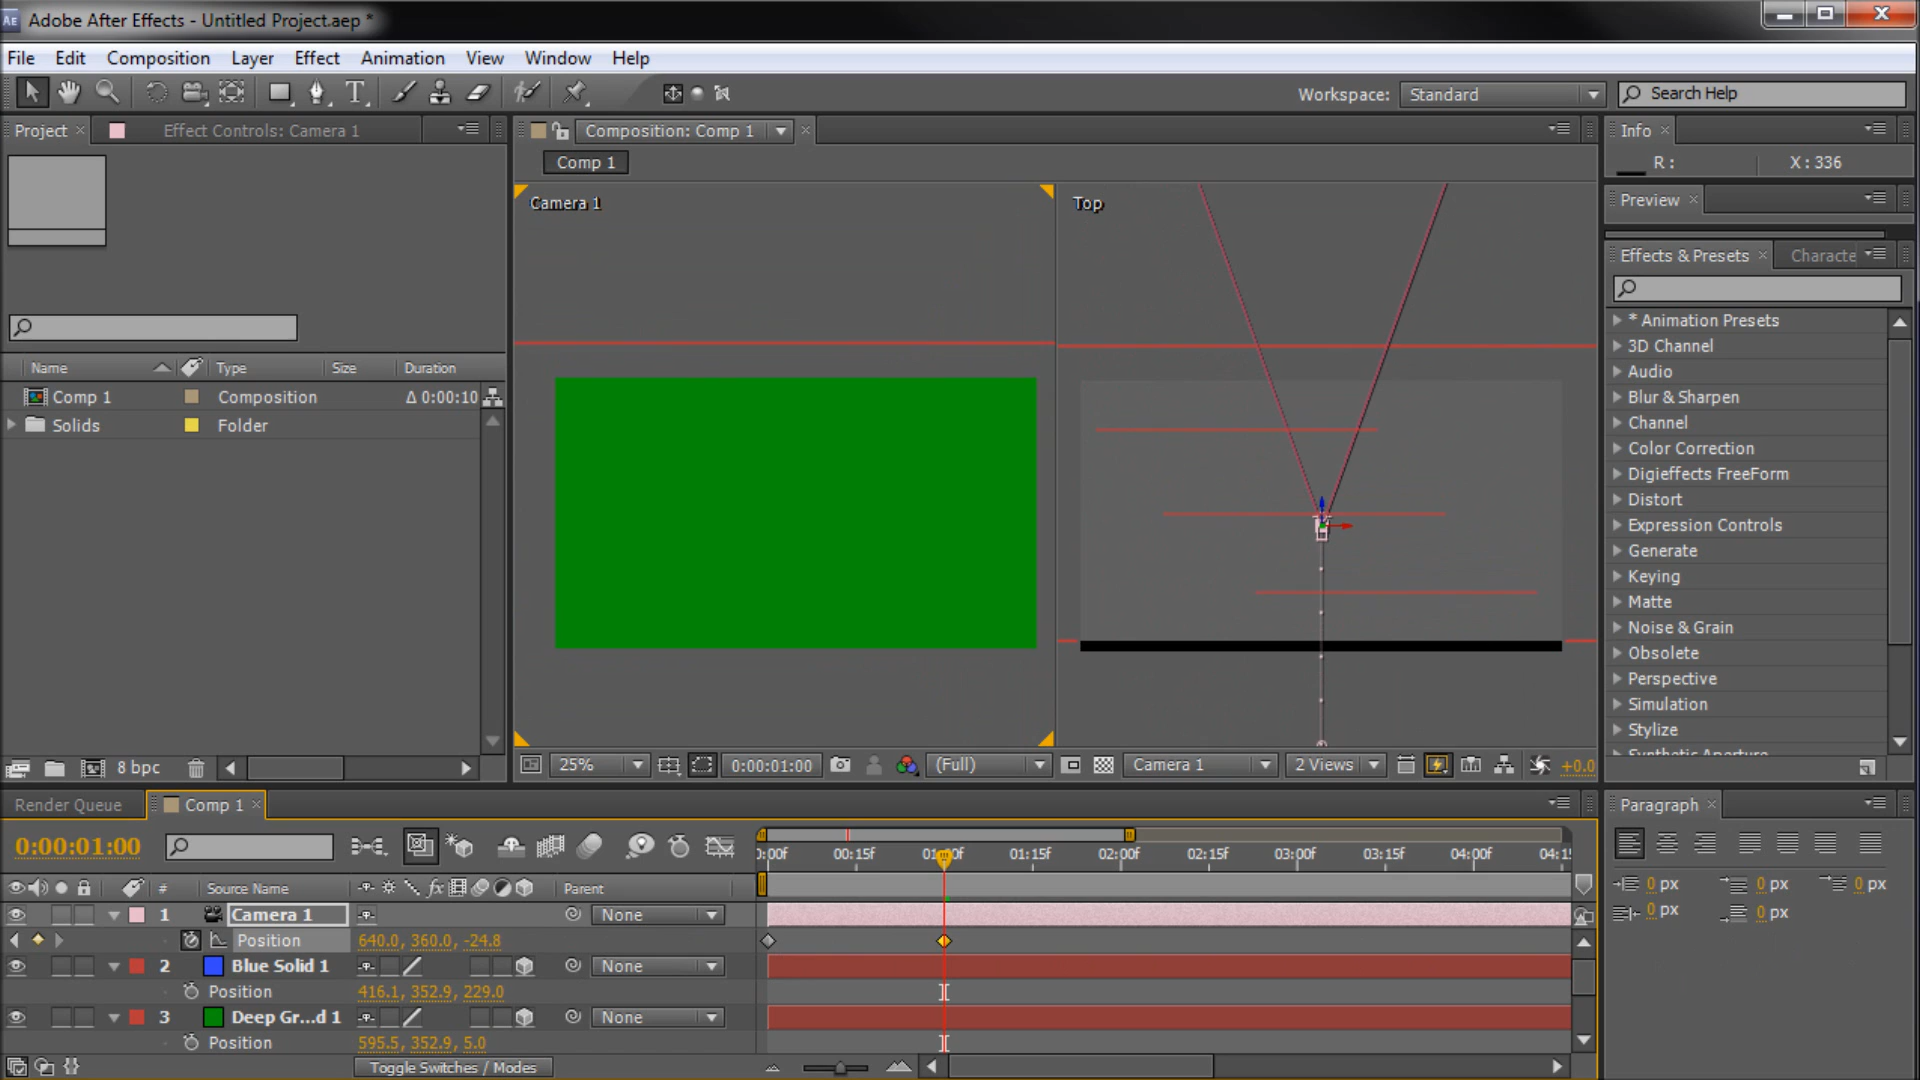 Adobe After Effects - Untitled Project.aep *
File Edit Composition Layer Effect Animation View Window Help
Workspace: Standard
Search Help
Project
Effect Controls: Camera 1
Composition: Comp 1
Comp 1
Camera 1
Top
Name Type Size Duration
Comp 1 Composition Δ 0:00:10
Solids Folder
8 bpc
25%
0:00:01:00
(Full)
Camera 1
2 Views
+0.0
Info
R :
X : 336
Preview
Effects & Presets
Characte
* Animation Presets
3D Channel
Audio
Blur & Sharpen
Channel
Color Correction
Digieffects FreeForm
Distort
Expression Controls
Generate
Keying
Matte
Noise & Grain
Obsolete
Perspective
Simulation
Stylize
Synthetic Aperture
Render Queue
Comp 1
0:00:01:00
):00f 00:15f 01:00f 01:15f 02:00f 02:15f 03:00f 03:15f 04:00f 04:1
# Source Name fx Parent
1 Camera 1 None
Position 640.0, 360.0, -24.8
2 Blue Solid 1 None
Position 416.1, 352.9, 229.0
3 Deep Gr...d 1 None
Position 595.5, 352.9, 5.0
Toggle Switches / Modes
Paragraph
0 px 0 px 0 px
0 px 0 px